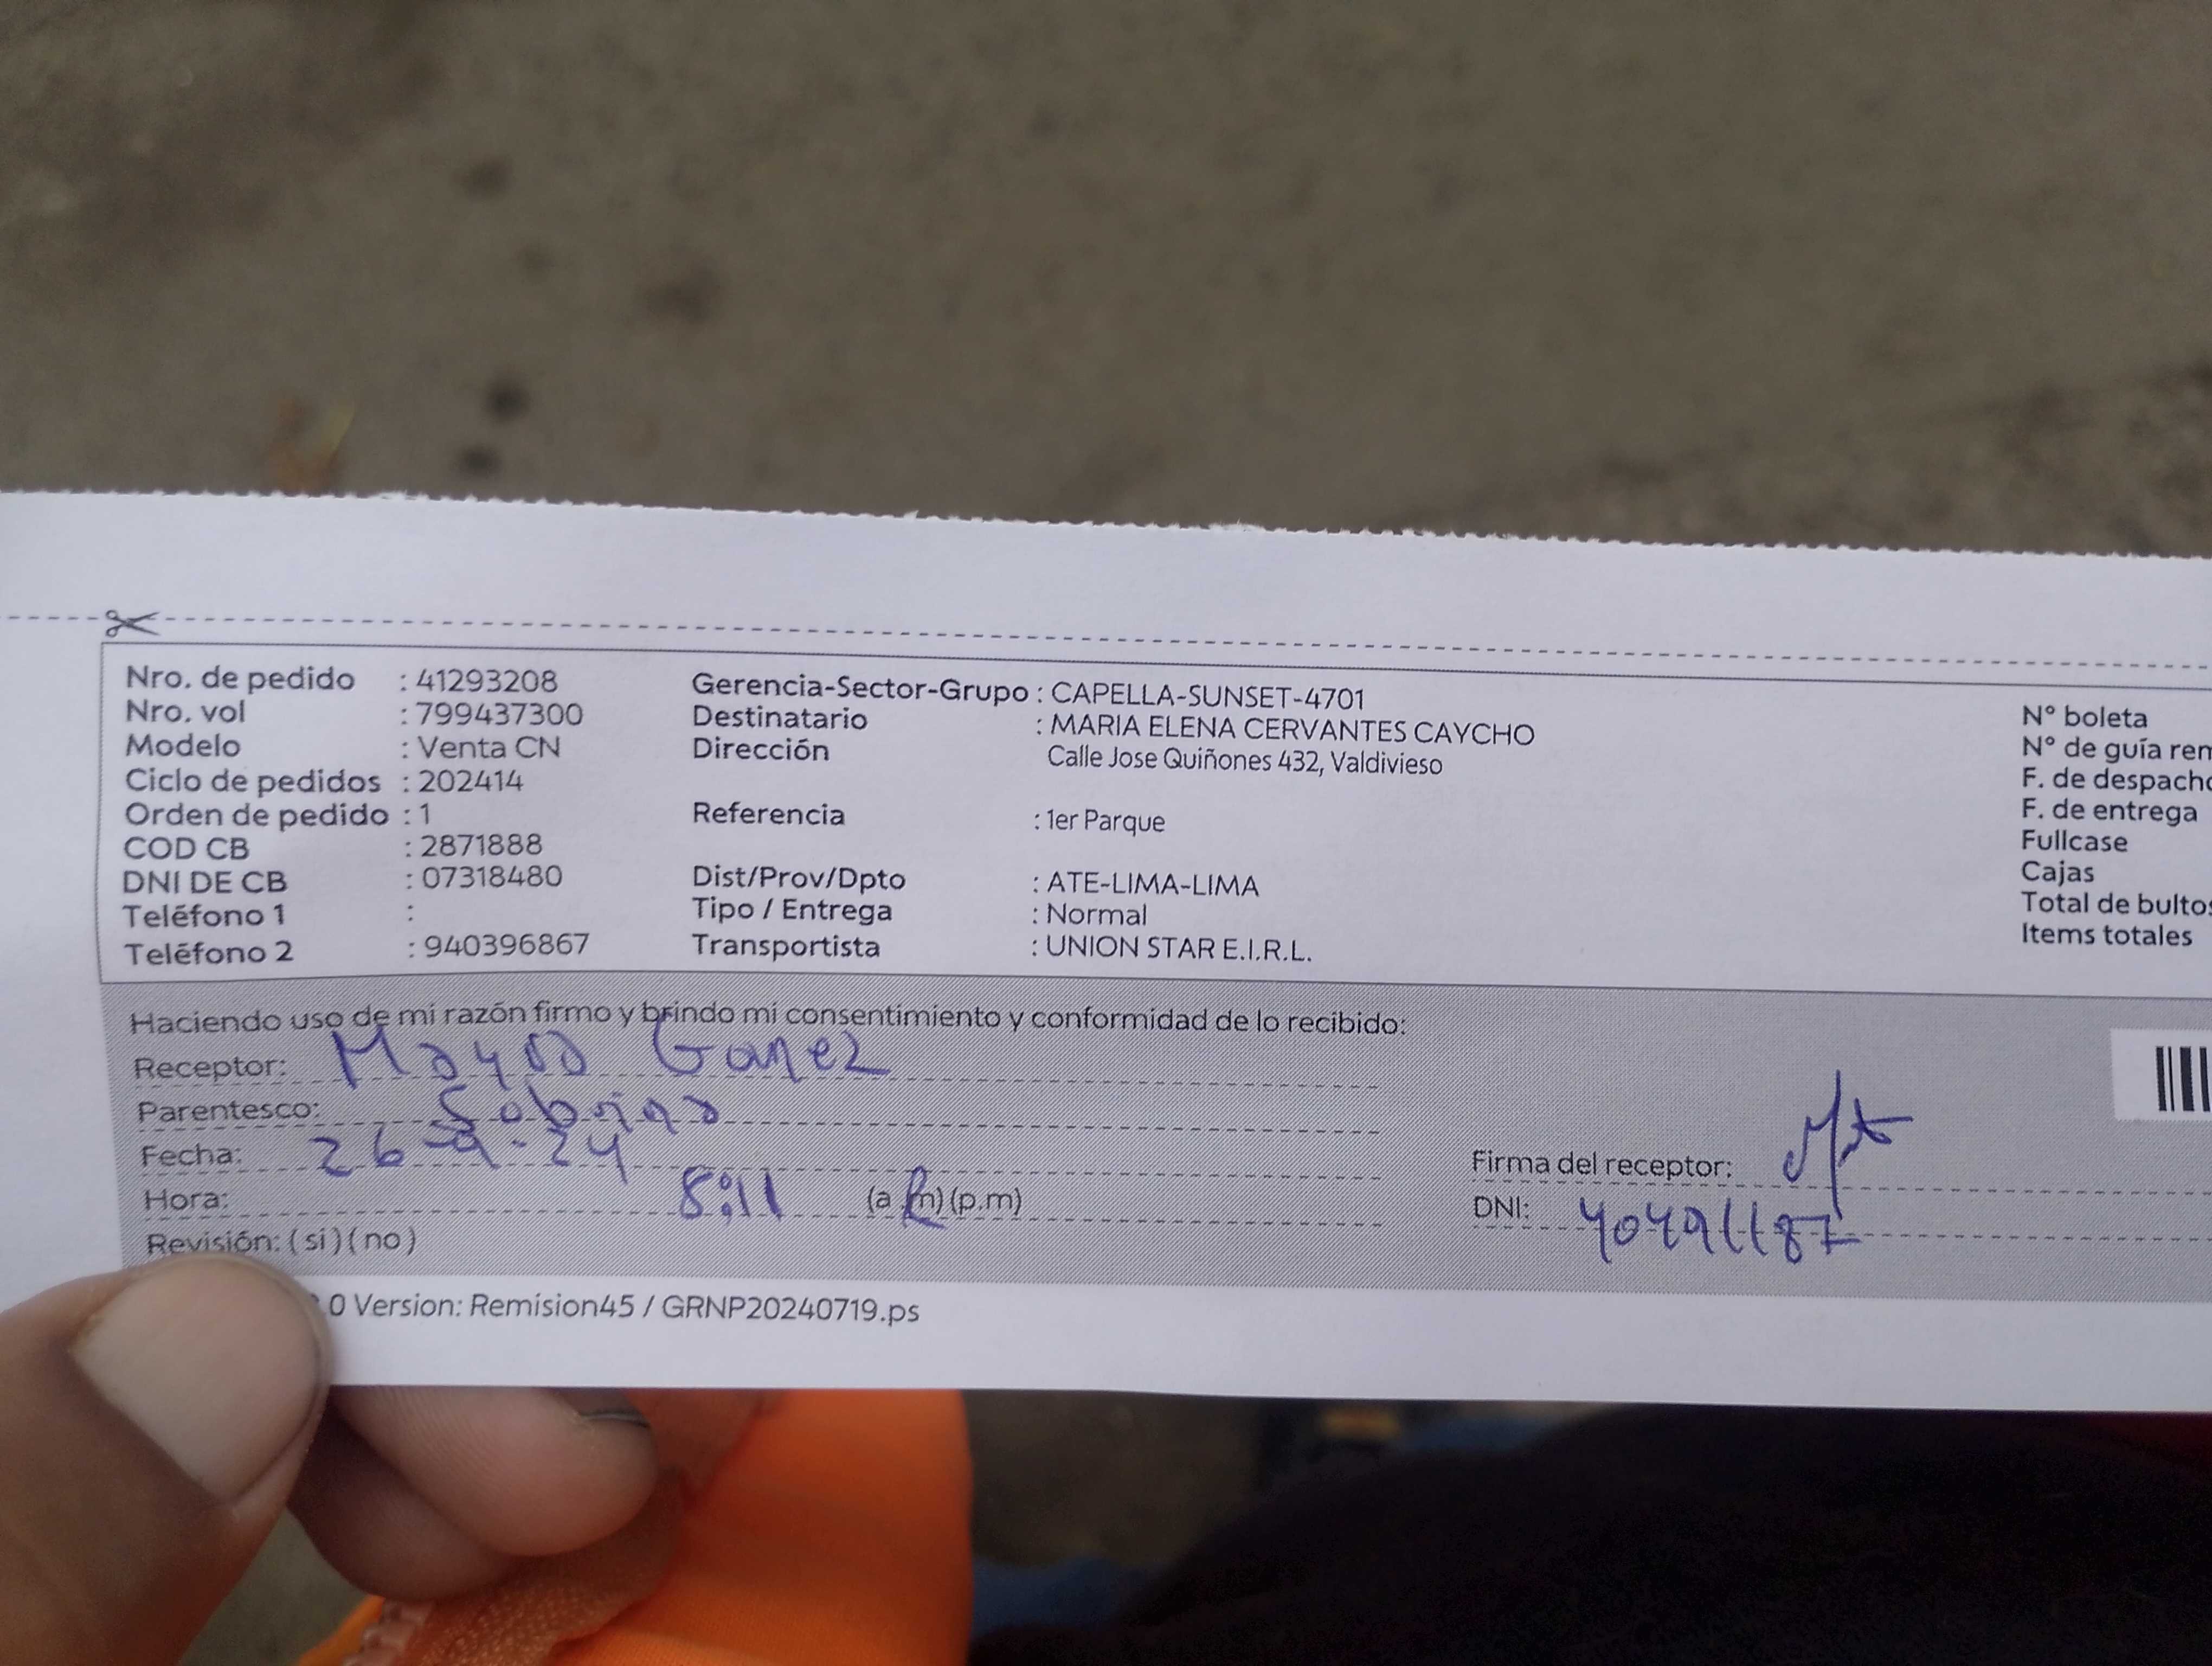 Nro. de pedido : 41293208
Nro. vol : 799437300
Modelo : Venta CN
Ciclo de pedidos : 202414
Orden de pedido : 1
COD CB : 2871888
DNI DE CB : 07318480
Teléfono 1 :
Teléfono 2 : 940396867
Gerencia-Sector-Grupo : CAPELLA-SUNSET-4701
Destinatario : MARIA ELENA CERVANTES CAYCHO
Dirección Calle Jose Quiñones 432, Valdivieso
Referencia : 1er Parque
Dist/Prov/Dpto : ATE-LIMA-LIMA
Tipo / Entrega : Normal
Transportista : UNION STAR E.I.R.L.
N° boleta
N° de guía rem
F. de despacho
F. de entrega
Fullcase
Cajas
Total de bultos
Items totales
Haciendo uso de mi razón firmo y brindo mi consentimiento y conformidad de lo recibido:
Receptor:
Parentesco:
Fecha: 26-9-24
Hora: 8:11 (a.m) (p.m)
Revisión: (si) (no)
Firma del receptor:
DNI: 40491187
.0 Version: Remision45 / GRNP20240719.ps